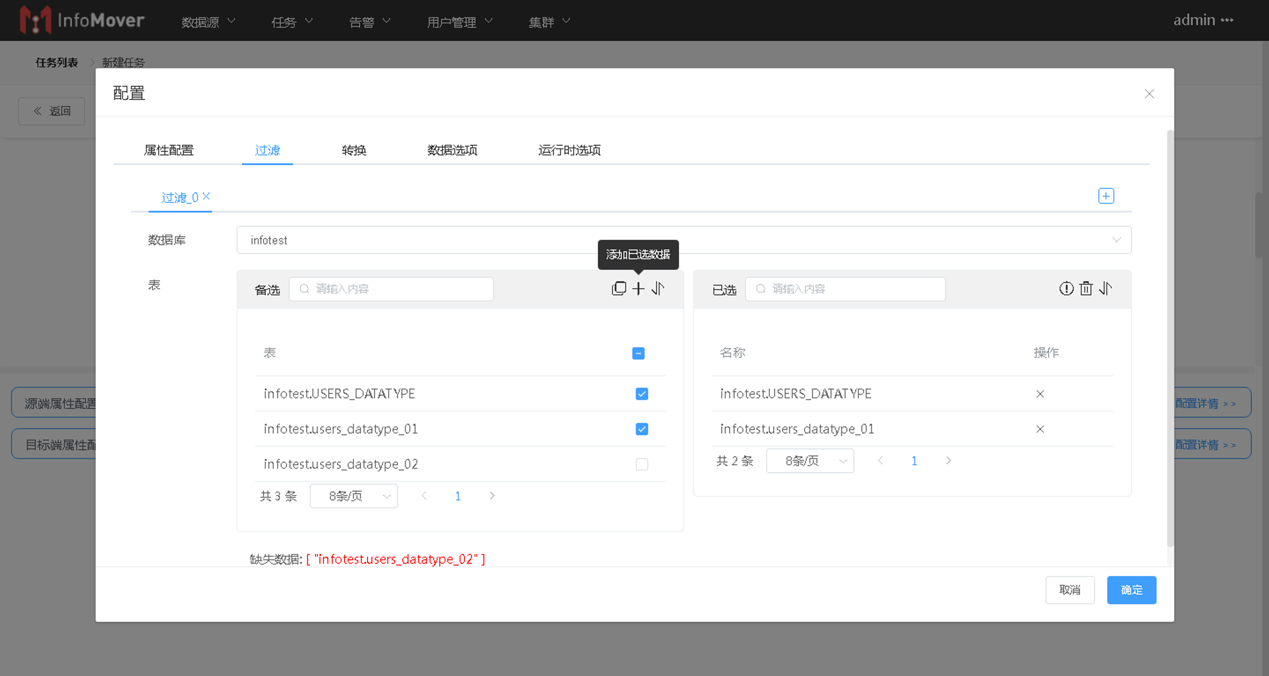 InfoMover 数据源 任务 告警 用户管理 集群 admin ···
任务列表 新建任务
配置
返回
属性配置 过滤 转换 数据选项 运行时选项
过滤_0
数据库 infotest
添加已选数据
表 备选 请输入内容
已选 请输入内容
表
名称 操作
infotest.USERS_DATATYPE
infotest.USERS_DATATYPE
infotest.users_datatype_01
infotest.users_datatype_01
infotest.users_datatype_02
共 2 条 8条/页 1
共 3 条 8条/页 1
源端属性配置
配置详情 >>
目标端属性配
配置详情 >>
缺失数据: [ "infotest.users_datatype_02" ]
取消 确定